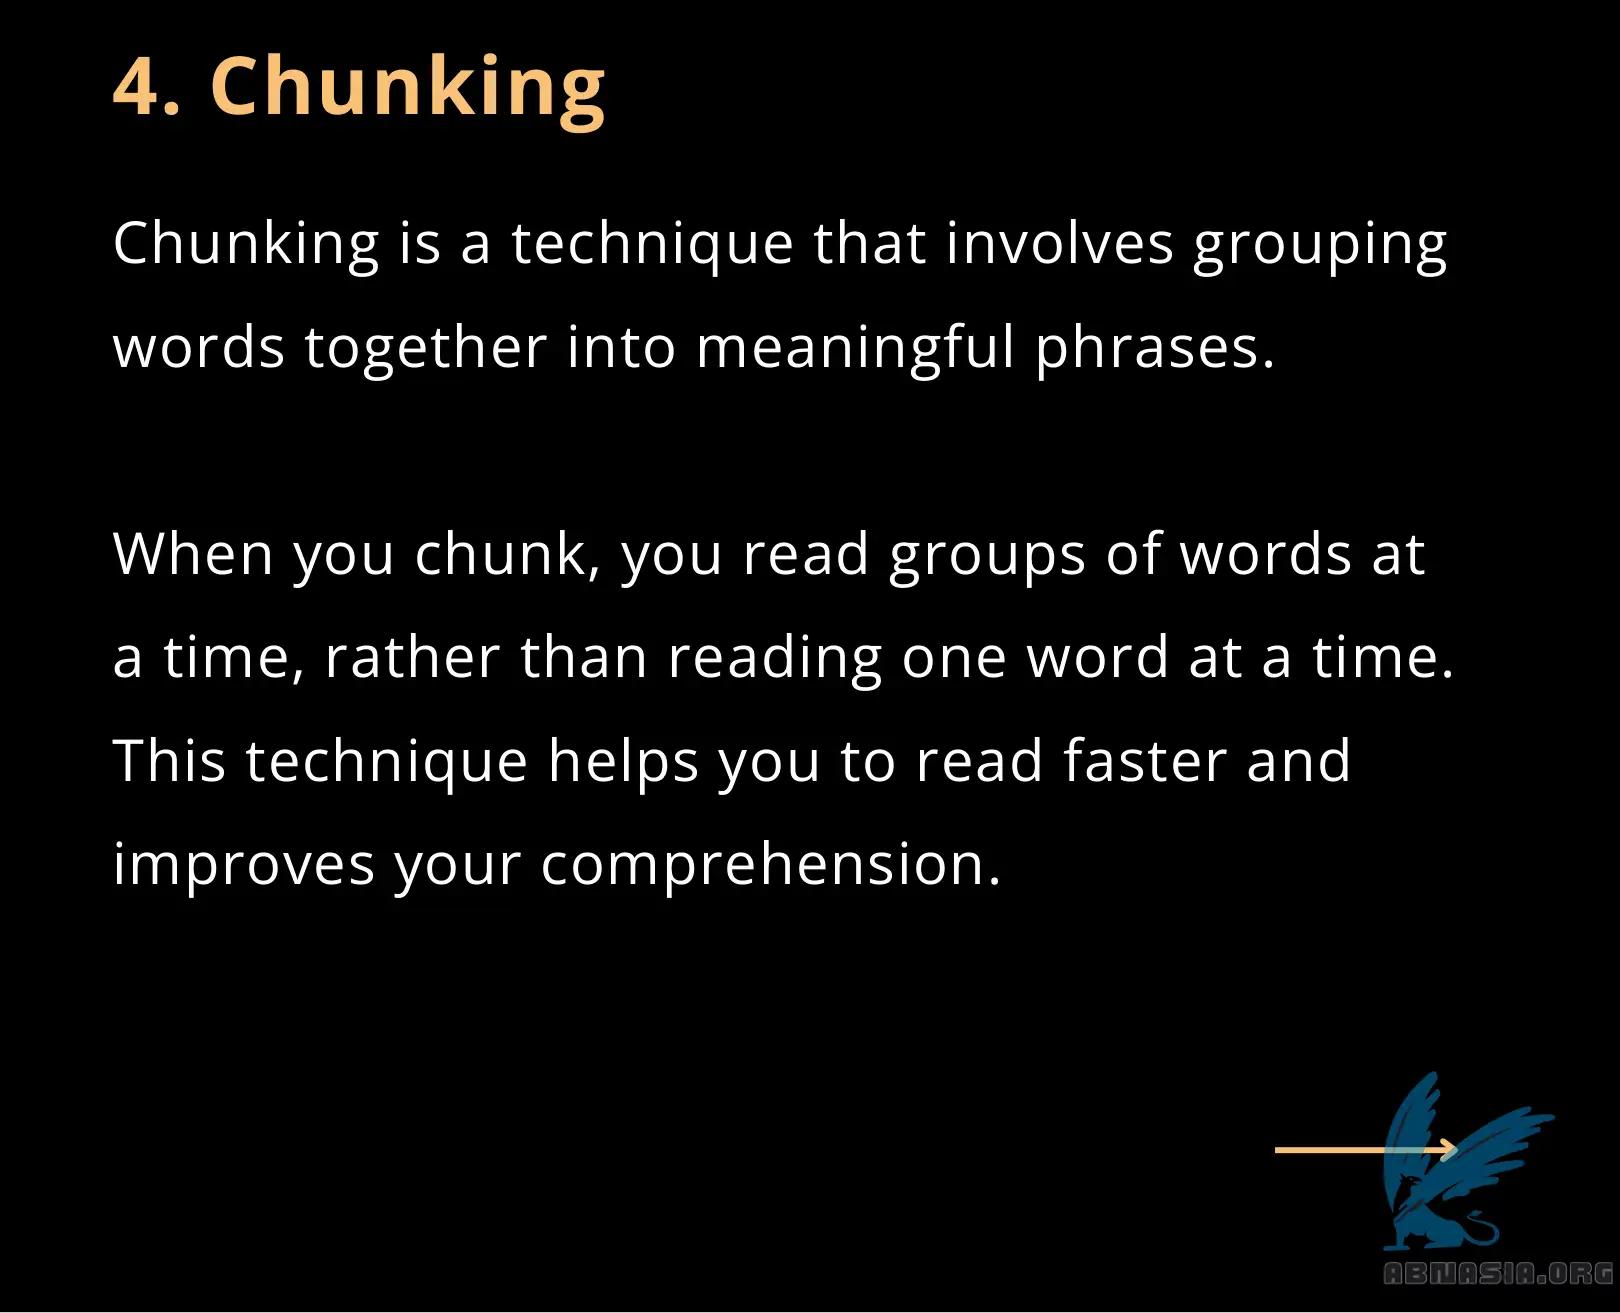 4. Chunking
Chunking is a technique that involves grouping
words together into meaningful phrases.
When you chunk, you read groups of words at
a time, rather than reading one word at a time.
This technique helps you to read faster and
improves your comprehension.
ABNASIA.ORG